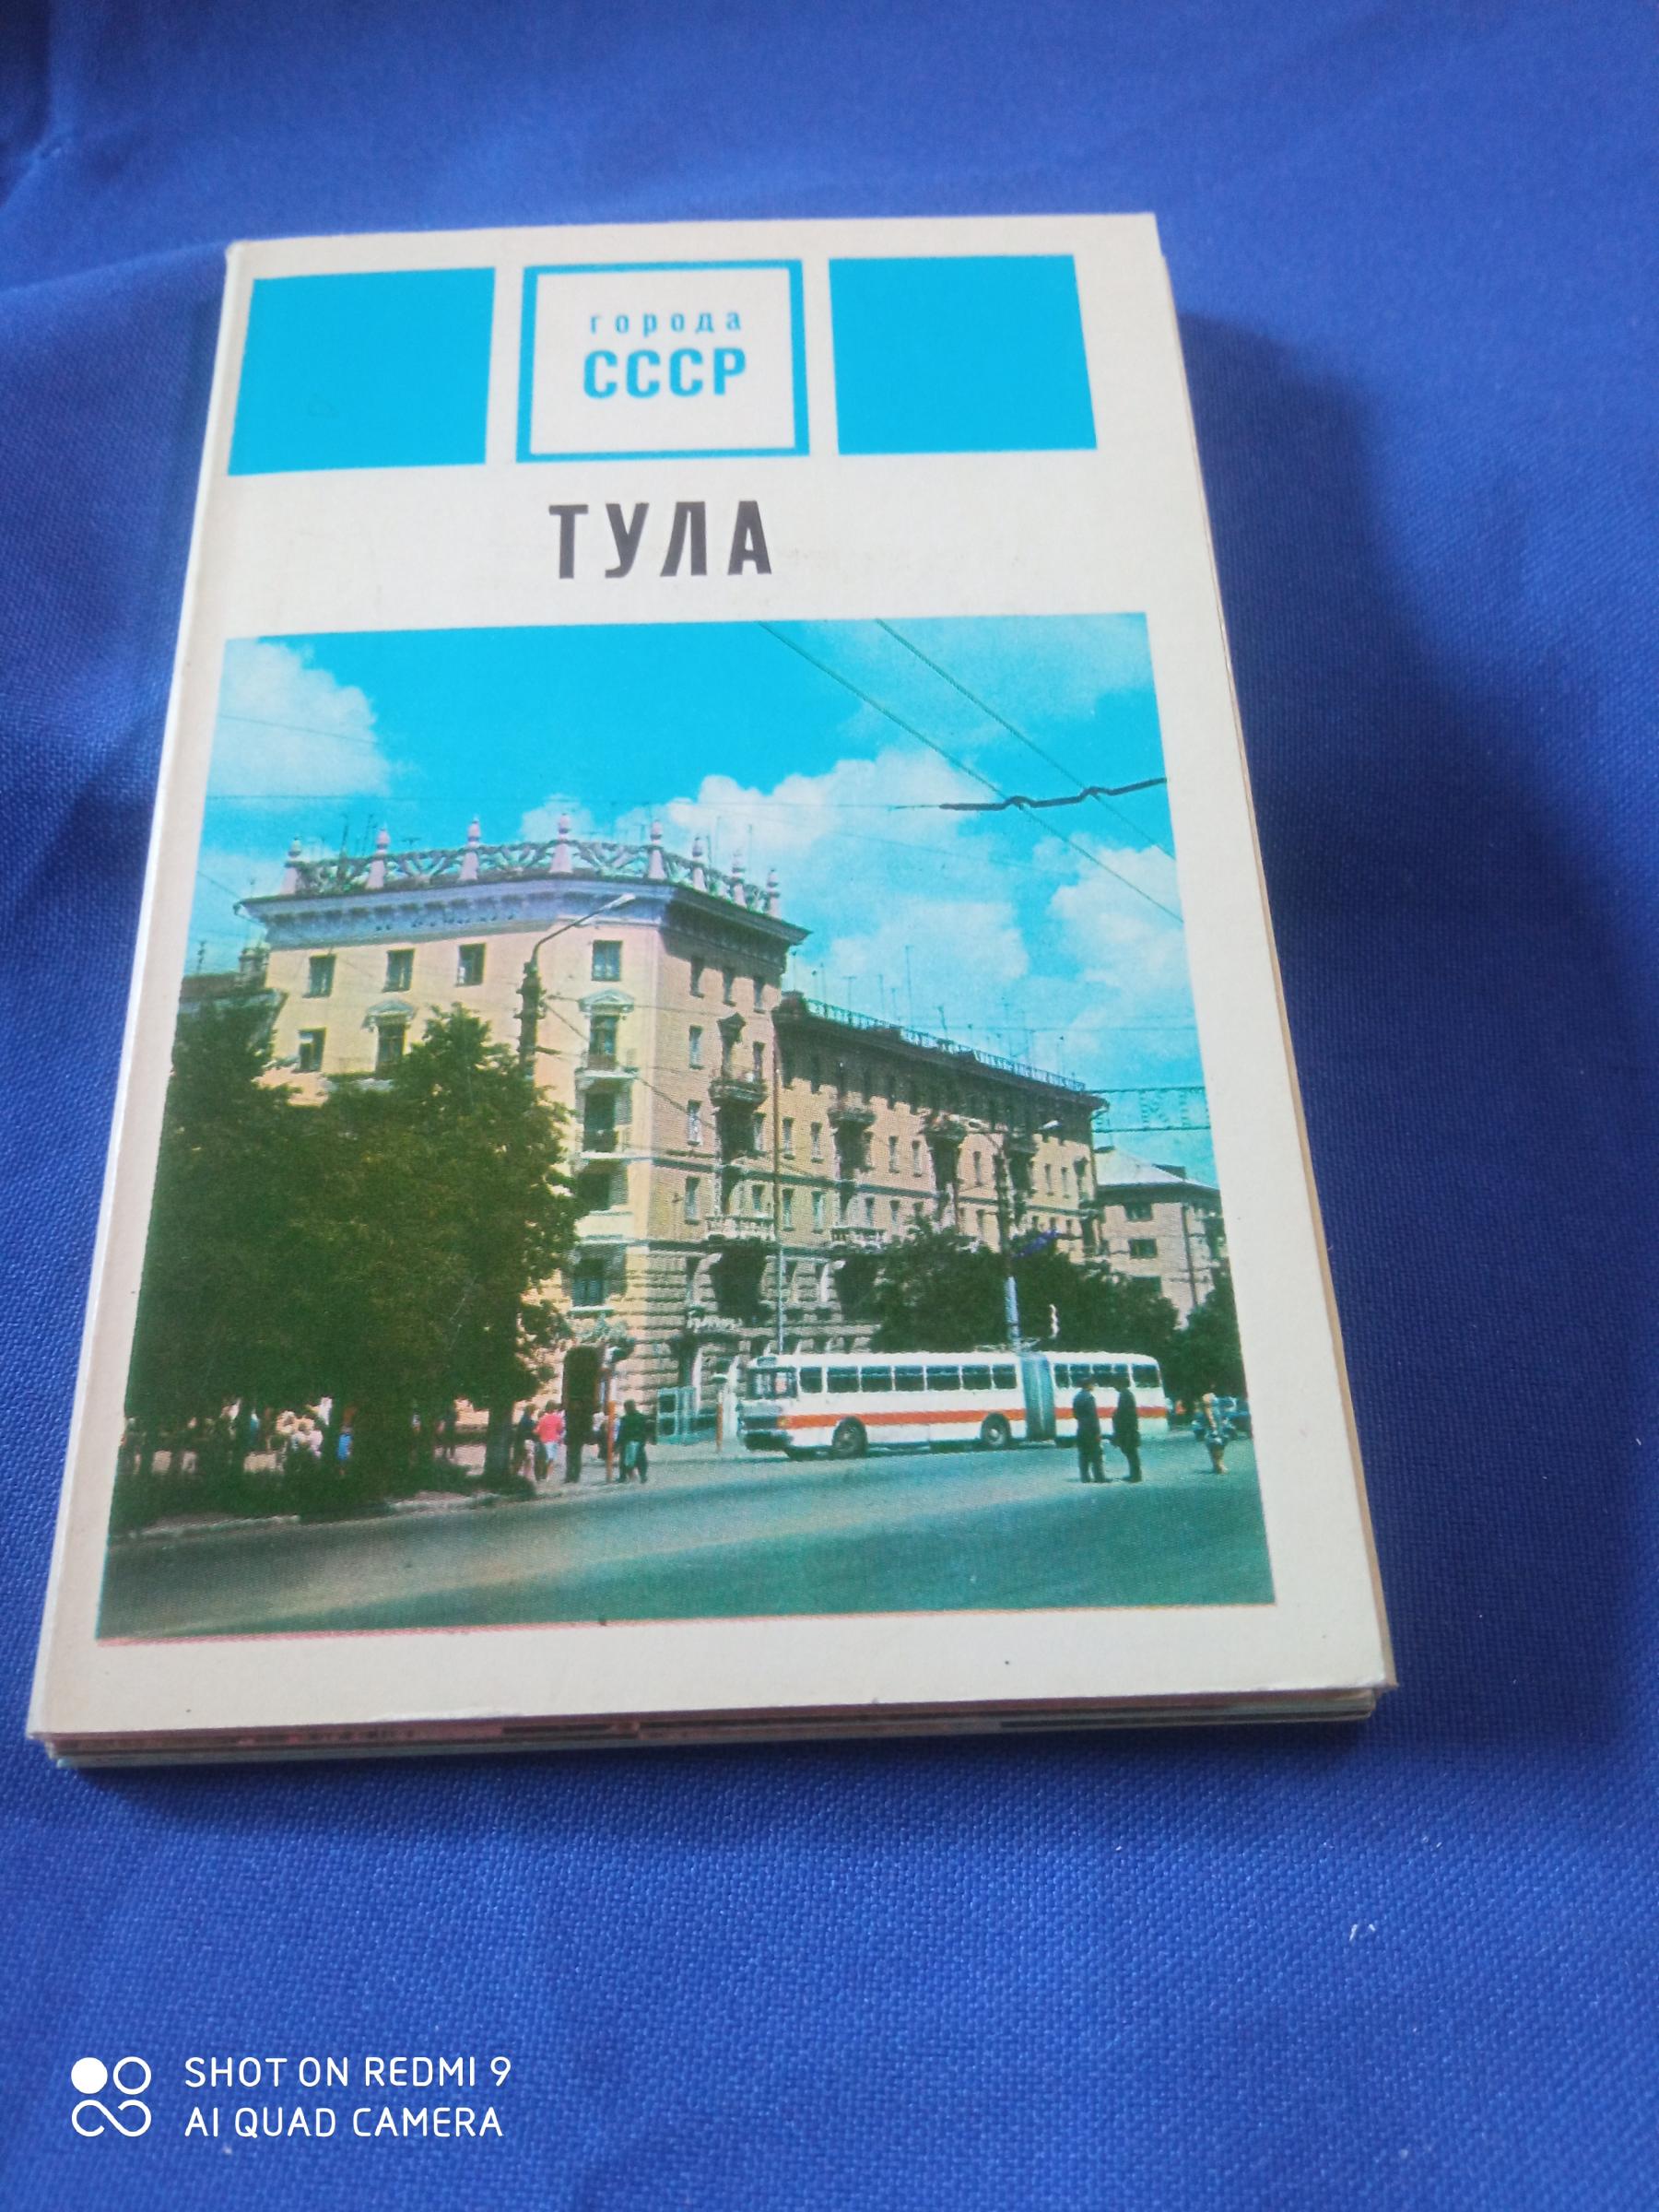 города
СССР
ТУЛА
SHOT ON REDMI 9
AI QUAD CAMERA